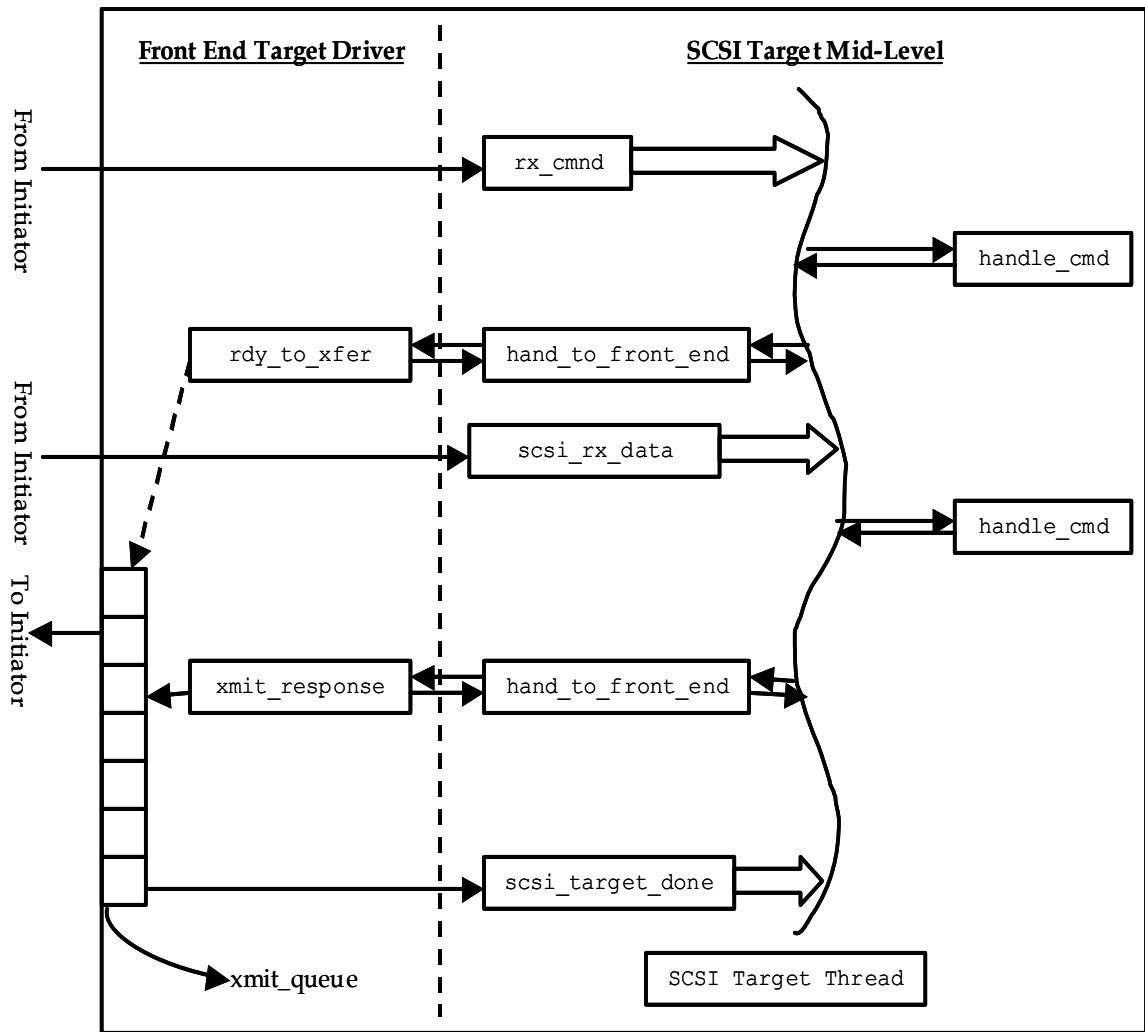 Front End Target Driver
SCSI Target Mid-Level
From Initiator
rx_cmnd
handle_cmd
rdy_to_xfer
hand_to_front_end
From Initiator
scsi_rx_data
handle_cmd
To Initiator
xmit_response
hand_to_front_end
scsi_target_done
xmit_queue
SCSI Target Thread